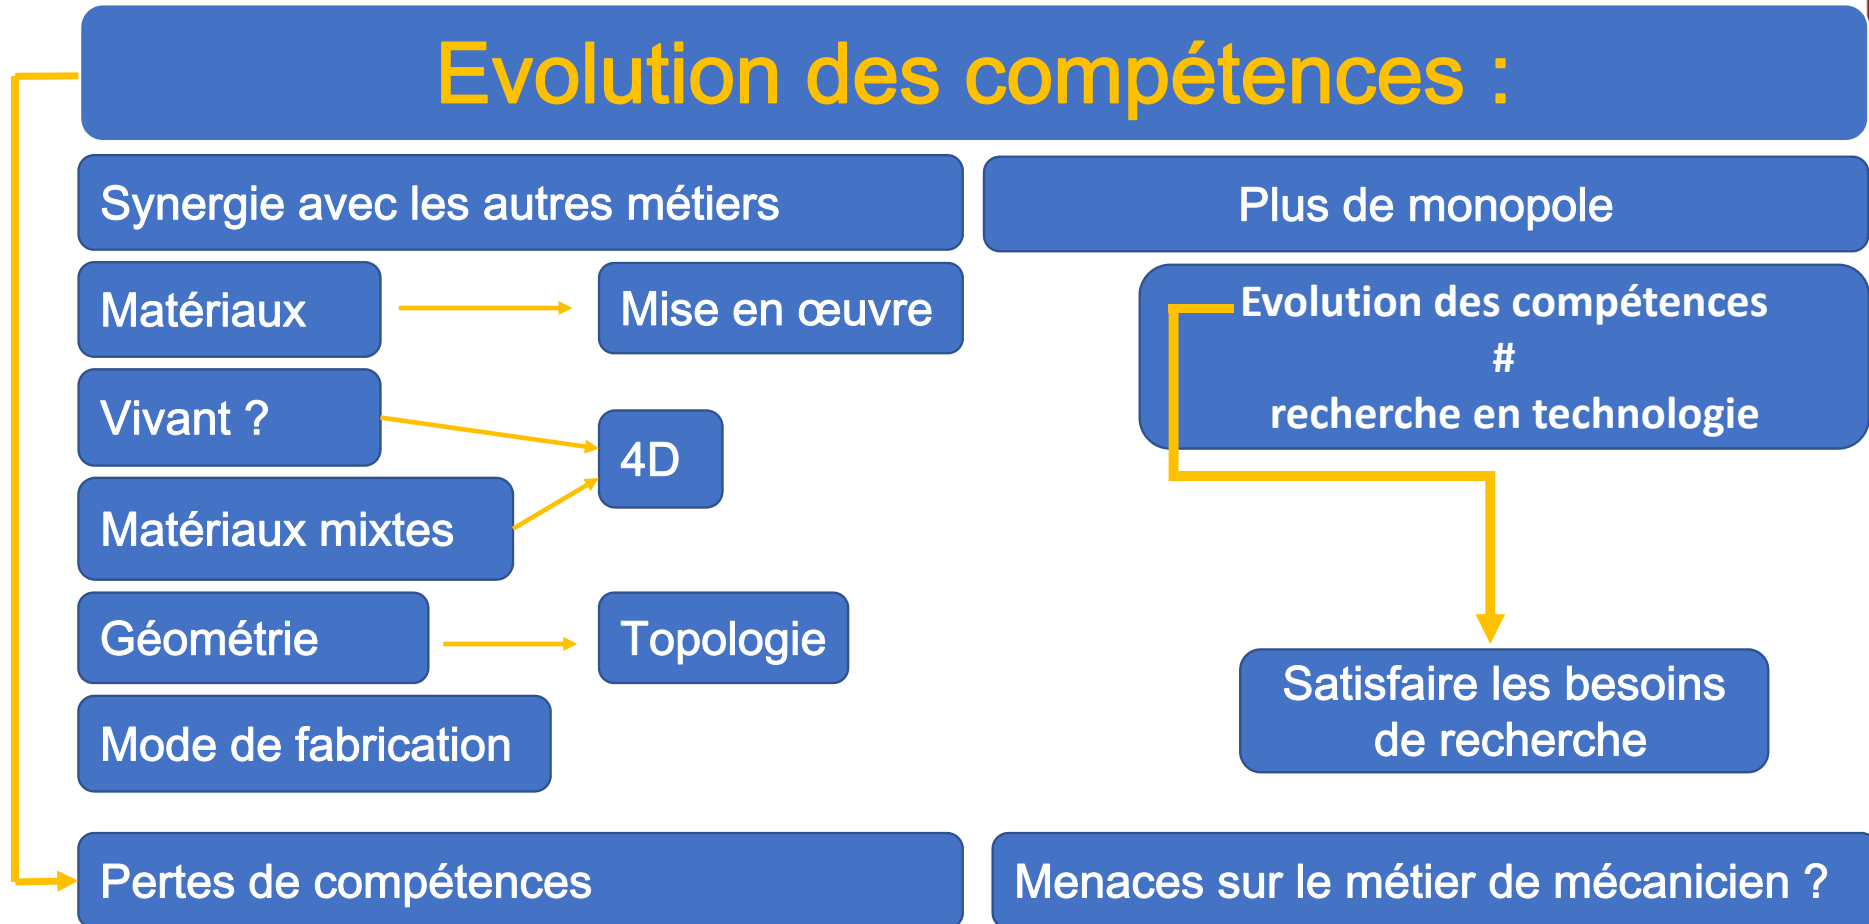 Evolution des compétences :
Synergie avec les autres métiers
Plus de monopole
Matériaux
Mise en œuvre
Evolution des compétences
#
recherche en technologie
Vivant ?
4D
Matériaux mixtes
Géométrie
Topologie
Satisfaire les besoins
de recherche
Mode de fabrication
Pertes de compétences
Menaces sur le métier de mécanicien ?